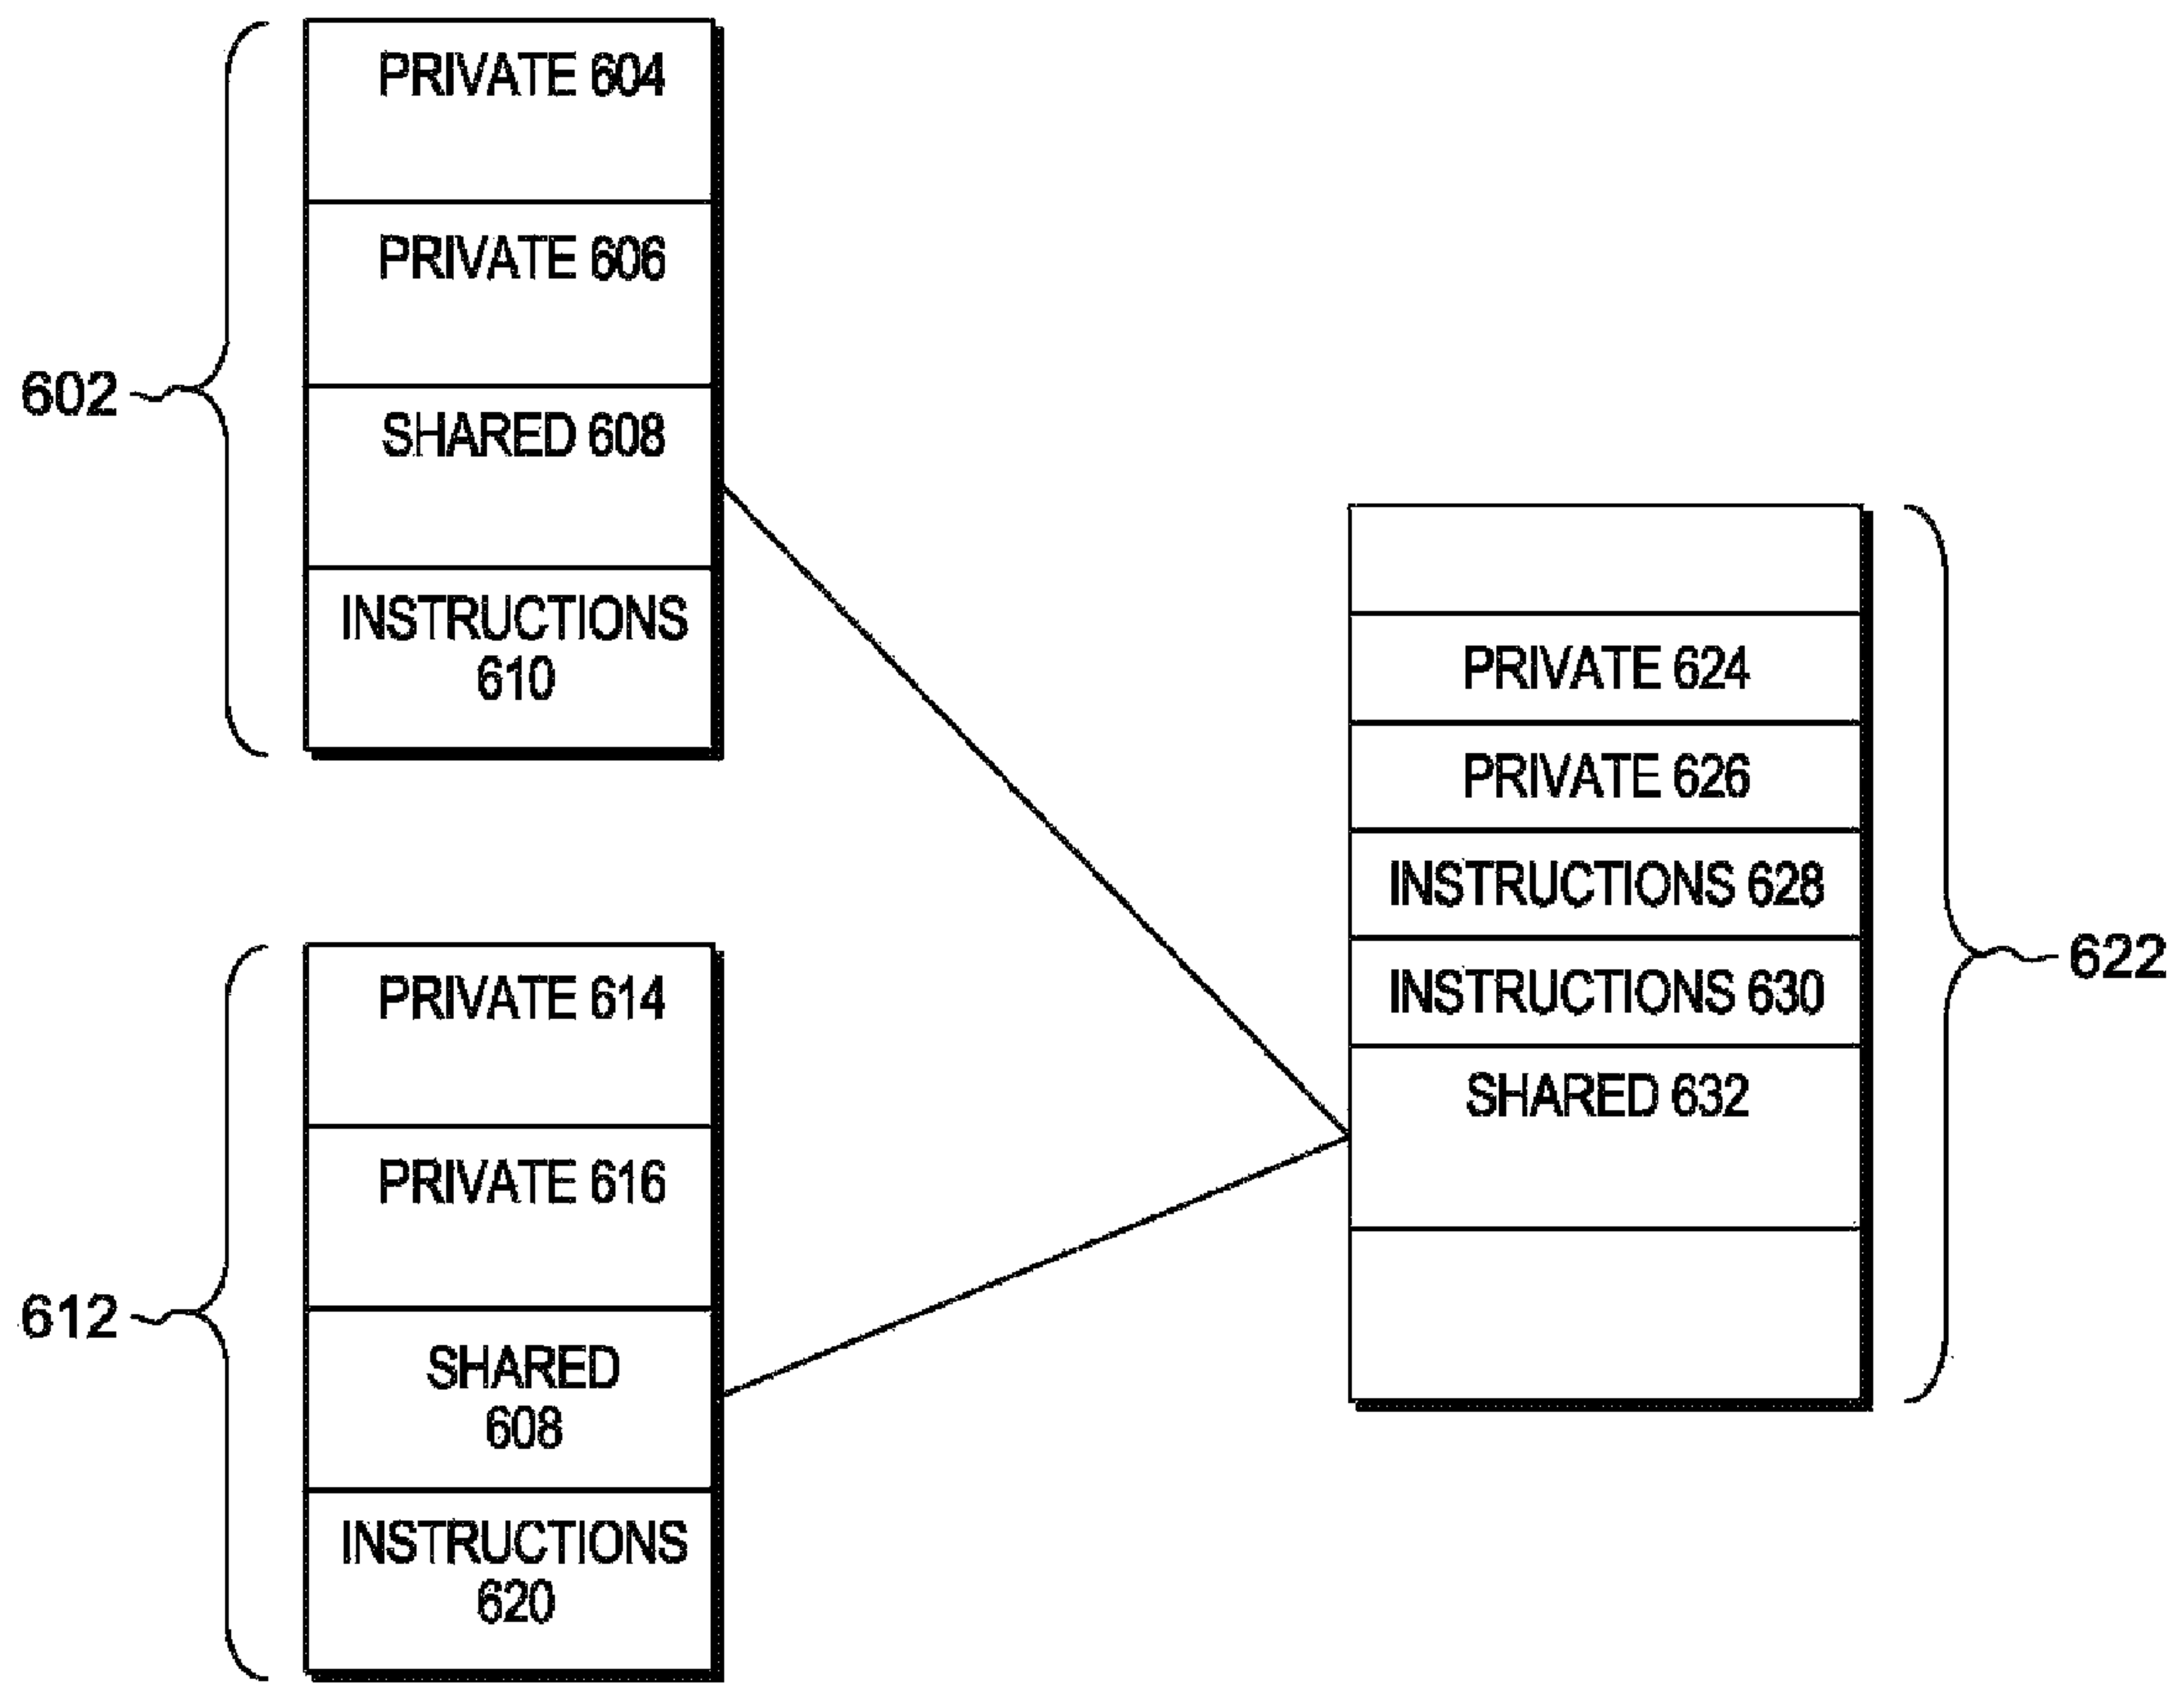 602
PRIVATE 604
PRIVATE 606
SHARED 608
INSTRUCTIONS
610
612
PRIVATE 614
PRIVATE 616
SHARED
608
INSTRUCTIONS
620
PRIVATE 624
PRIVATE 626
INSTRUCTIONS 628
INSTRUCTIONS 630
SHARED 632
622